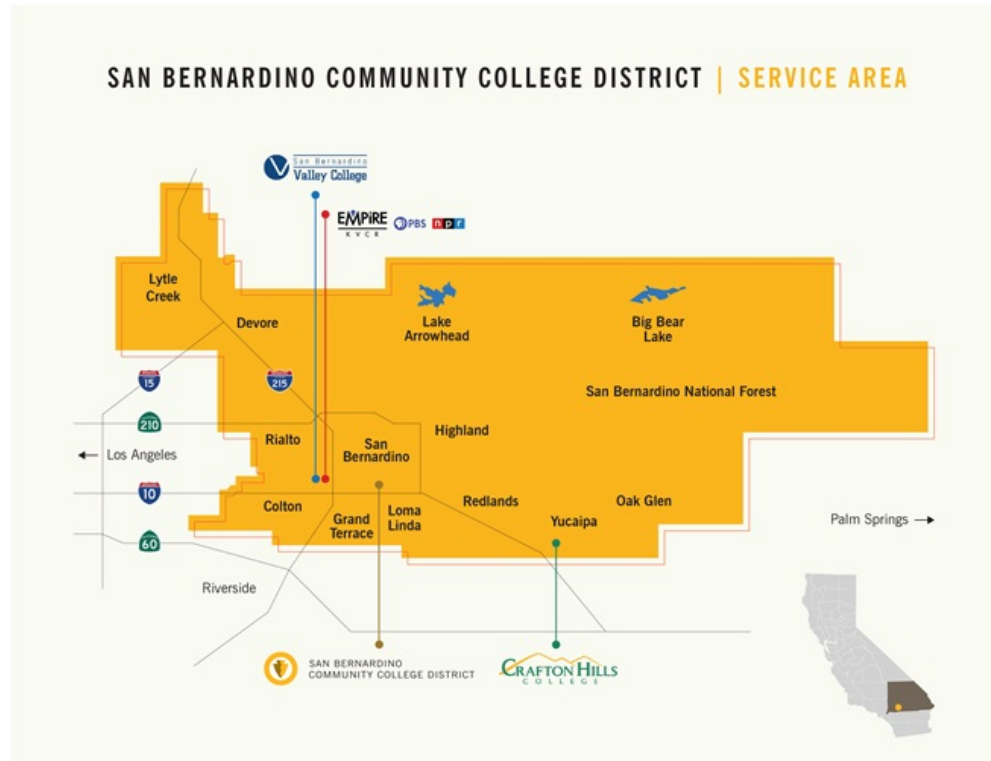 SAN BERNARDINO COMMUNITY COLLEGE DISTRICT | SERVICE AREA
San Bernardino
Valley College
EMPIRE
KVCR
PBS
npr
Lytle
Creek
Devore
Lake
Arrowhead
Big Bear
Lake
15
215
San Bernardino National Forest
210
Rialto
San
Bernardino
Highland
Los Angeles
10
Colton
Grand
Terrace
Loma
Linda
Redlands
Yucaipa
Oak Glen
Palm Springs
60
Riverside
SAN BERNARDINO
COMMUNITY COLLEGE DISTRICT
CRAFTON HILLS
COLLEGE